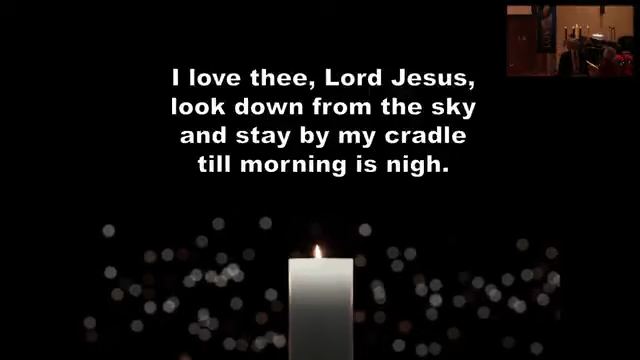 I love thee, Lord Jesus,
look down from the sky
and stay by my cradle
till morning is nigh.